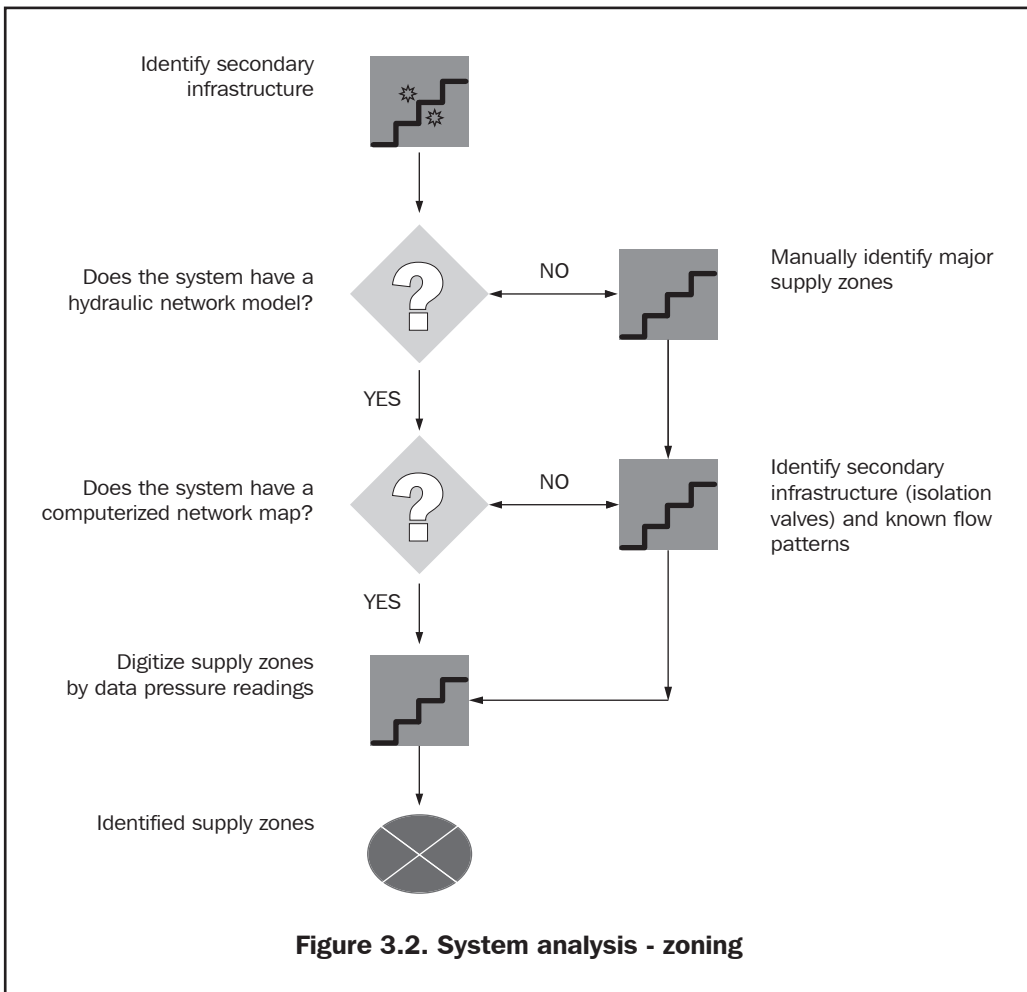 Identify secondary
infrastructure
Does the system have a
hydraulic network model?
NO
Manually identify major
supply zones
YES
Does the system have a
computerized network map?
NO
Identify secondary
infrastructure (isolation
valves) and known flow
patterns
YES
Digitize supply zones
by data pressure readings
Identified supply zones
Figure 3.2. System analysis - zoning